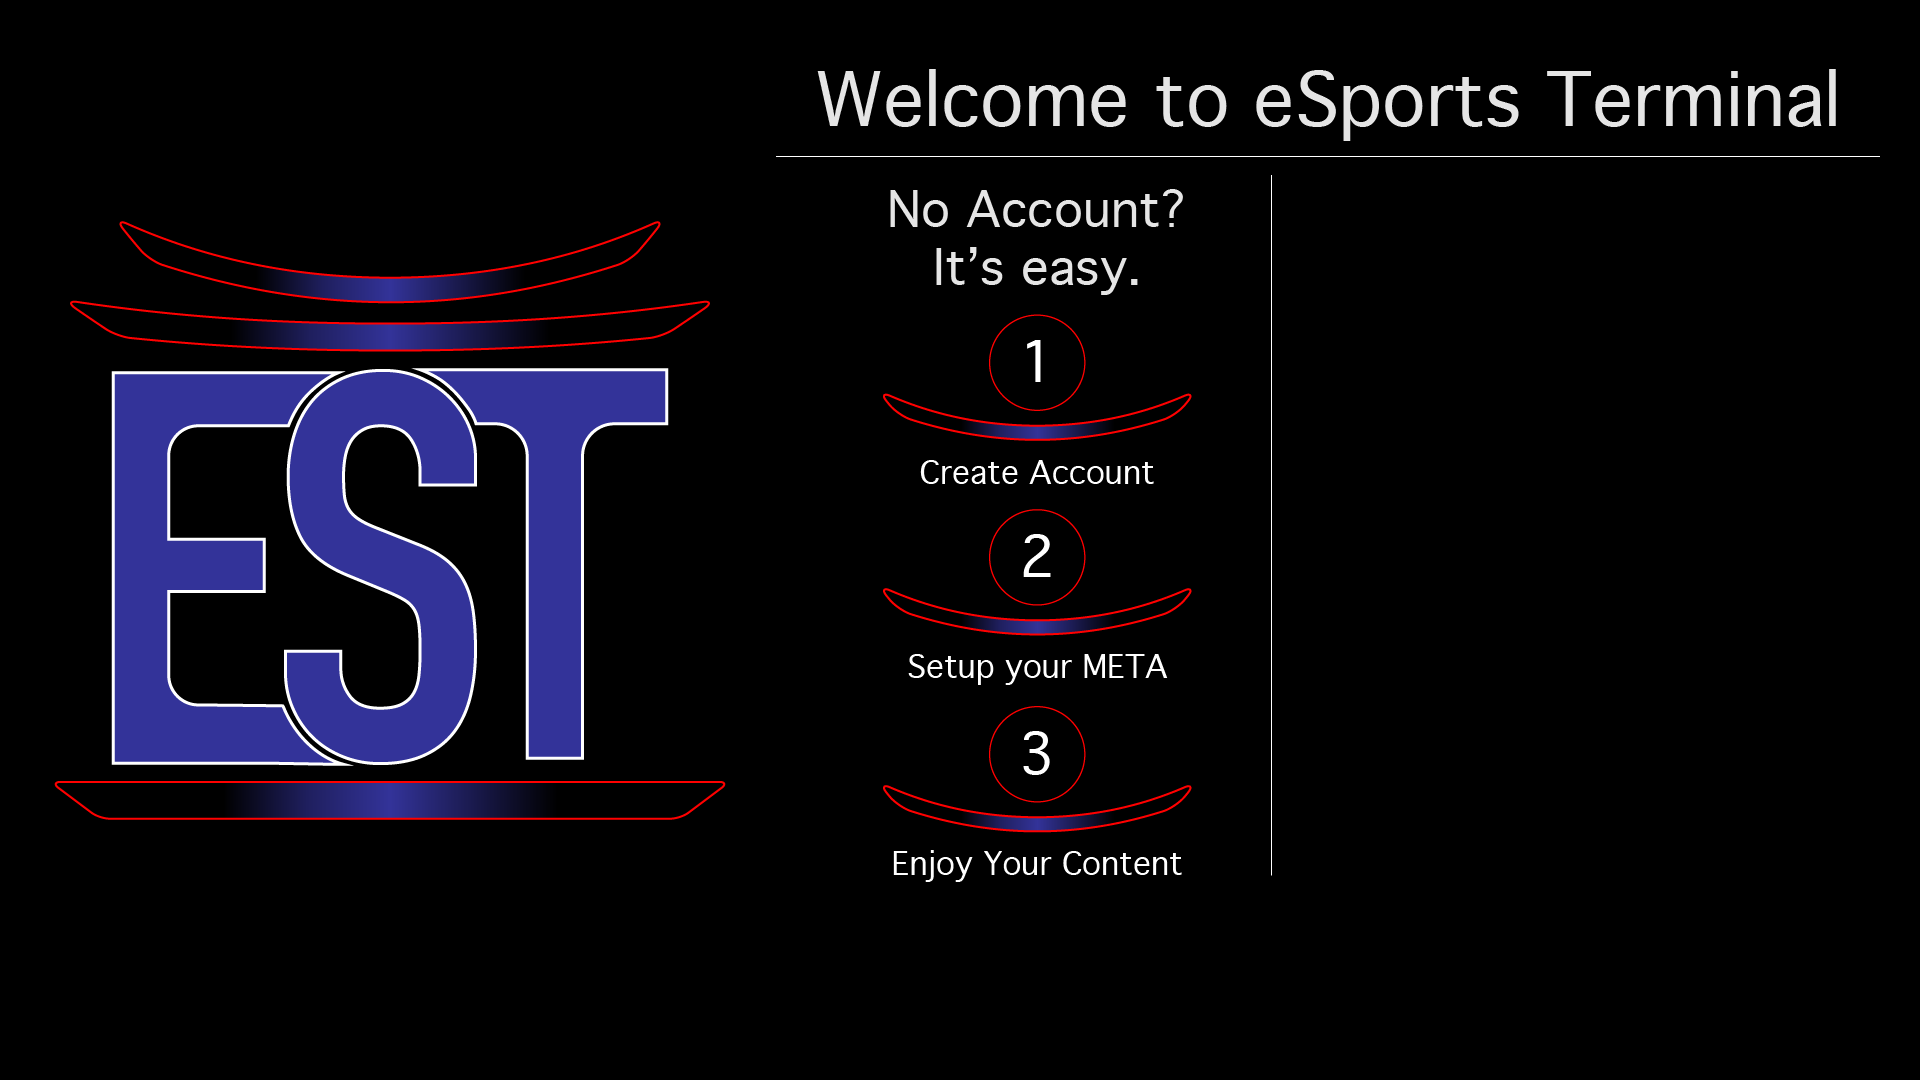 Welcome to eSports Terminal
EST
No Account?
It’s easy.
1
Create Account
2
Setup your META
3
Enjoy Your Content